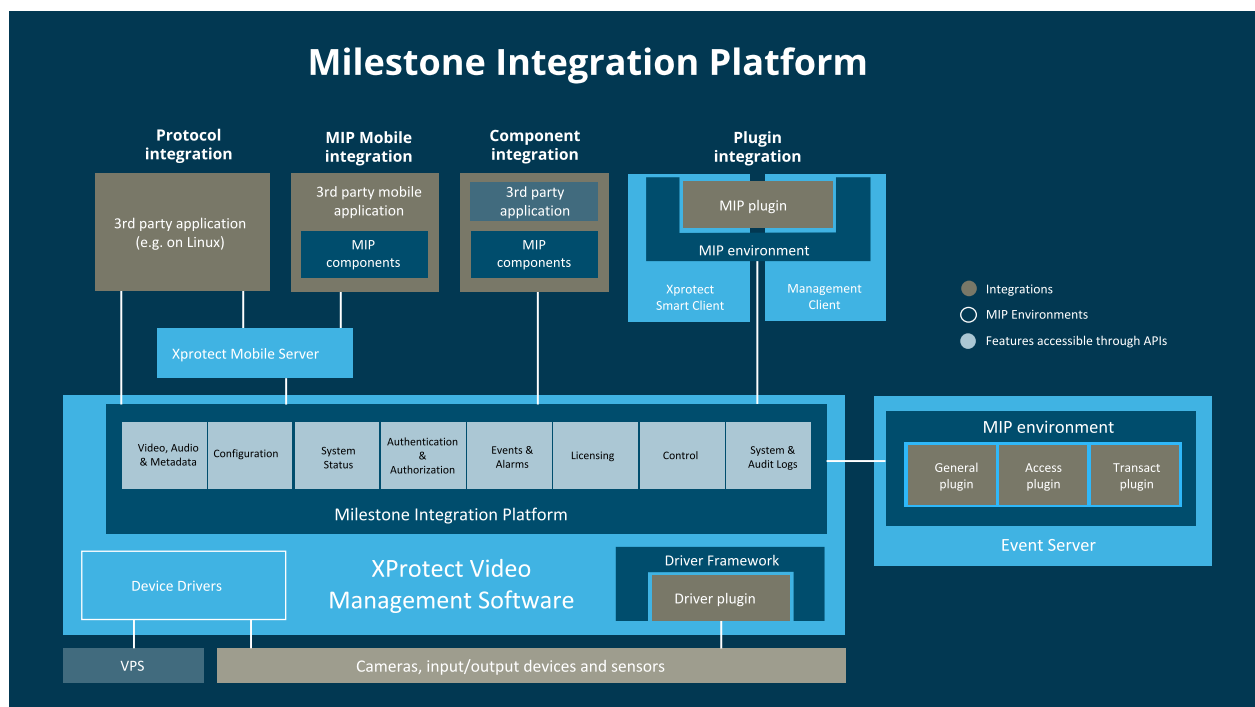 Milestone Integration Platform
Protocol
integration
MIP Mobile
integration
Component
integration
Plugin
integration
3rd party application
(e.g. on Linux)
3rd party mobile
application
MIP
components
3rd party
application
MIP
components
MIP plugin
MIP environment
Xprotect
Smart Client
Management
Client
Integrations
MIP Environments
Features accessible through APIs
Xprotect Mobile Server
Video, Audio
& Metadata
Configuration
System
Status
Authentication
&
Authorization
Events &
Alarms
Licensing
Control
System &
Audit Logs
Milestone Integration Platform
MIP environment
General
plugin
Access
plugin
Transact
plugin
Event Server
Device Drivers
XProtect Video
Management Software
Driver Framework
Driver plugin
VPS
Cameras, input/output devices and sensors